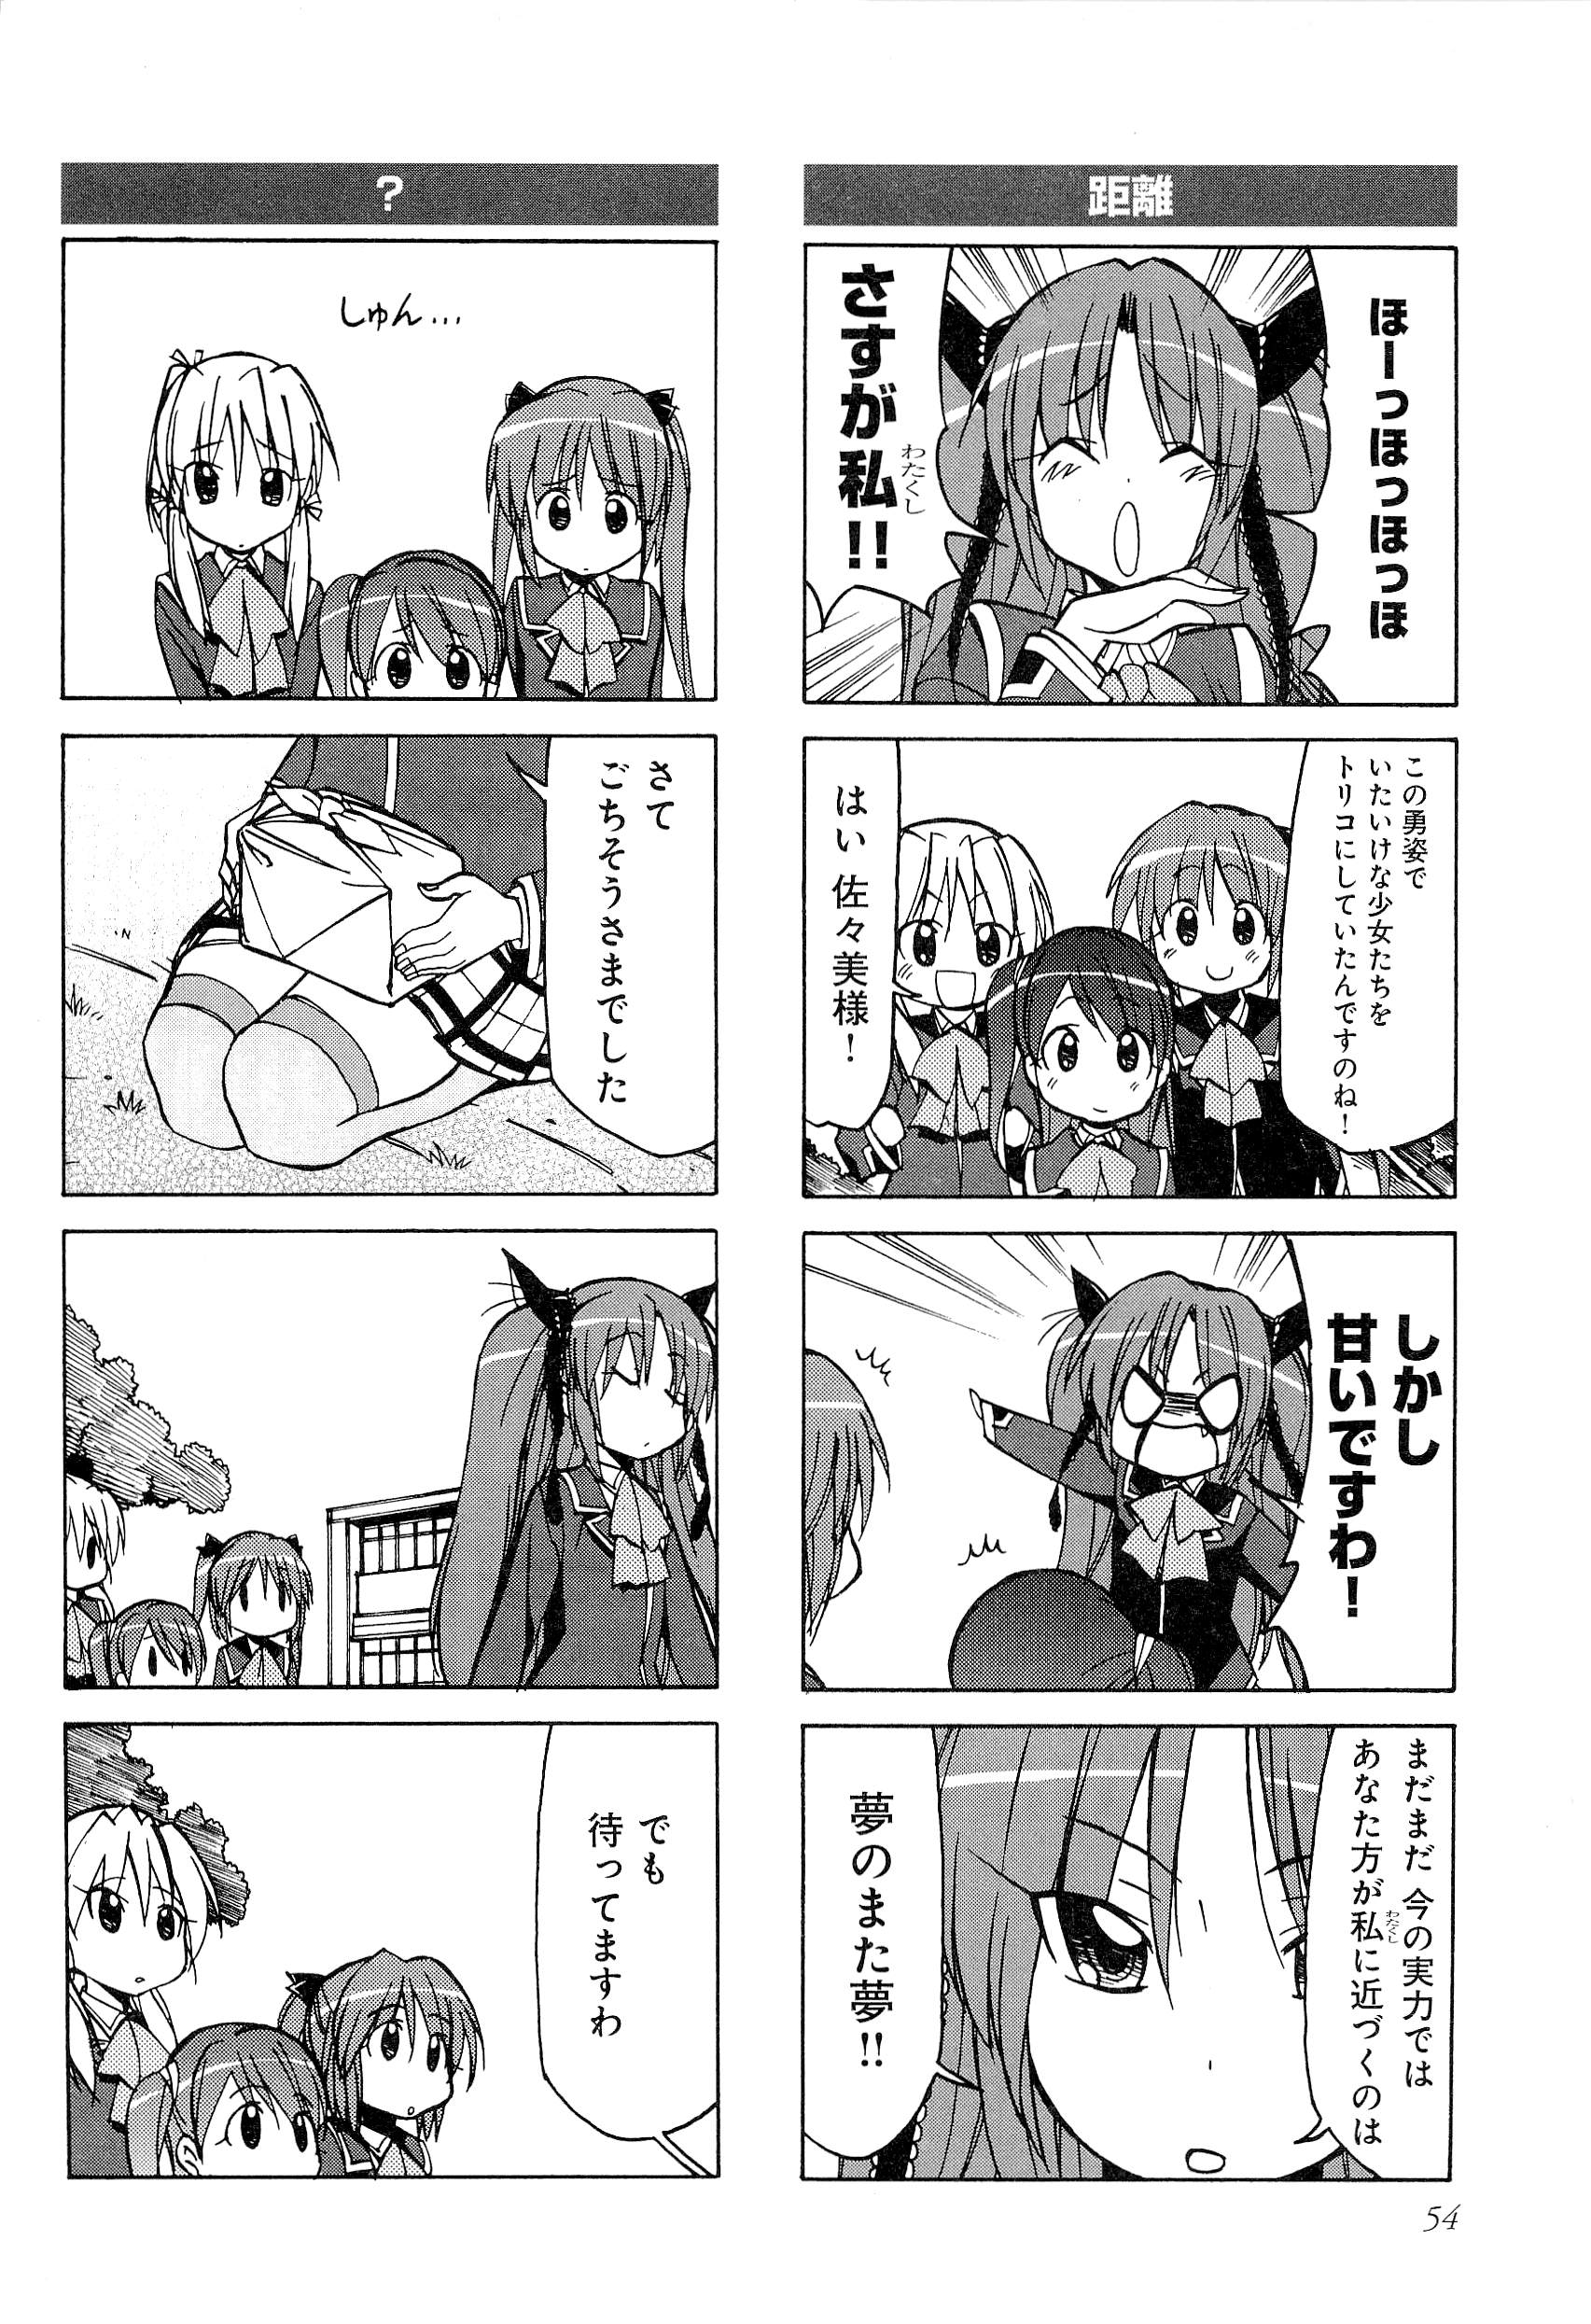 距離
ほーっほっほっほっほ
さすが私!!
わたくし
この勇姿で
いたいけな少女たちを
トリコにしていたんですのね!
はい 佐々美様!
しかし
甘いですわ!
まだまだ 今の実力では
あなた方が私に近づくのは
わたくし
夢のまた夢!!
?
しゅん...
さて
ごちそうさまでした
でも
待ってますわ
54